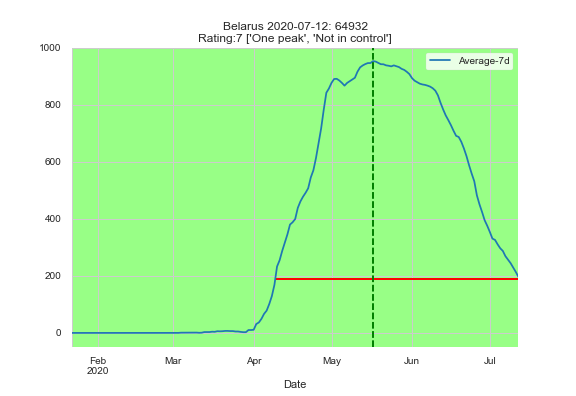 Belarus 2020-07-12: 64932
Rating:7 ['One peak', 'Not in control']
Average-7d
1000
800
600
400
200
0
Feb
2020
Mar
Apr
May
Jun
Jul
Date